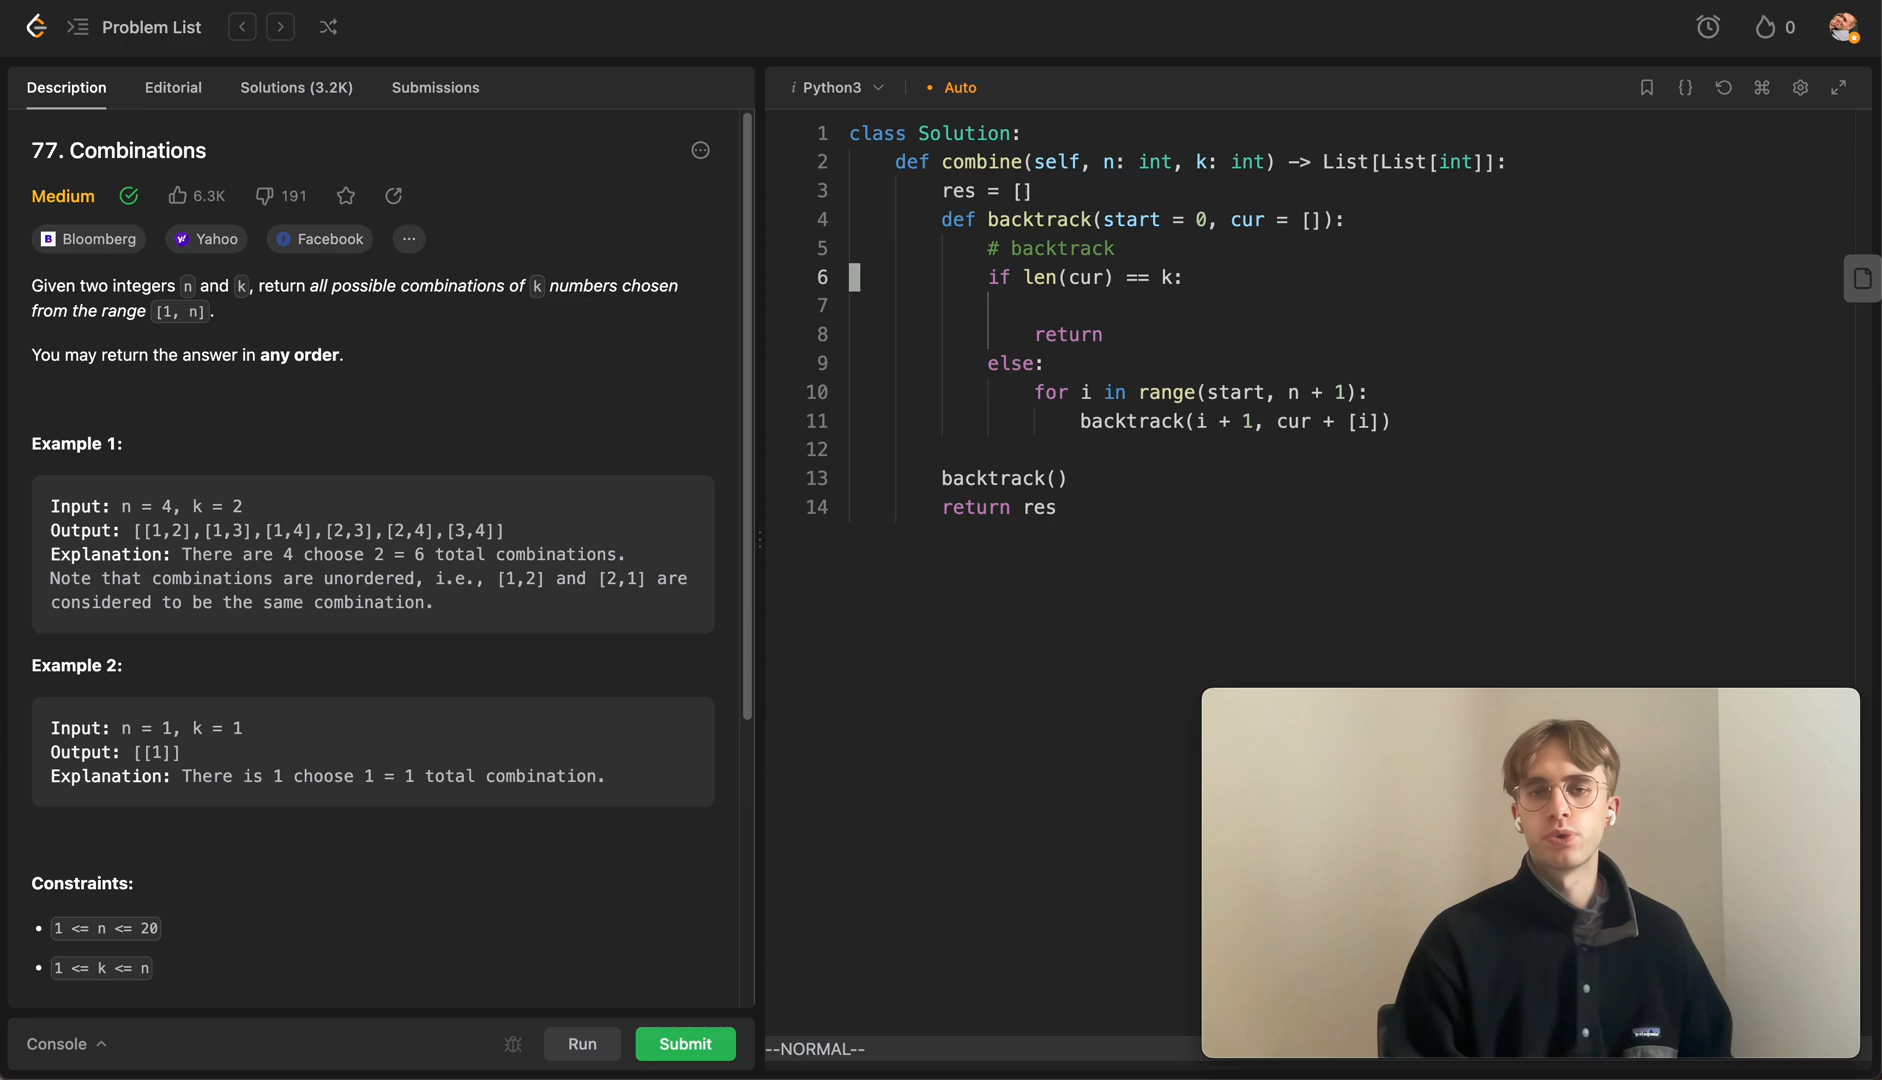 Problem List
0
Description Editorial Solutions (3.2K) Submissions
77. Combinations
Medium 6.3K 191
Bloomberg Yahoo Facebook ...
Given two integers n and k, return all possible combinations of k numbers chosen
from the range [1, n].
You may return the answer in any order.
Example 1:
Input: n = 4, k = 2
Output: [[1,2],[1,3],[1,4],[2,3],[2,4],[3,4]]
Explanation: There are 4 choose 2 = 6 total combinations.
Note that combinations are unordered, i.e., [1,2] and [2,1] are
considered to be the same combination.
Example 2:
Input: n = 1, k = 1
Output: [[1]]
Explanation: There is 1 choose 1 = 1 total combination.
Constraints:
• 1 <= n <= 20
• 1 <= k <= n
Console Run Submit
i Python3 • Auto
1 class Solution:
2 def combine(self, n: int, k: int) -> List[List[int]]:
3 res = []
4 def backtrack(start = 0, cur = []):
5 # backtrack
6 if len(cur) == k:
7
8 return
9 else:
10 for i in range(start, n + 1):
11 backtrack(i + 1, cur + [i])
12
13 backtrack()
14 return res
--NORMAL--